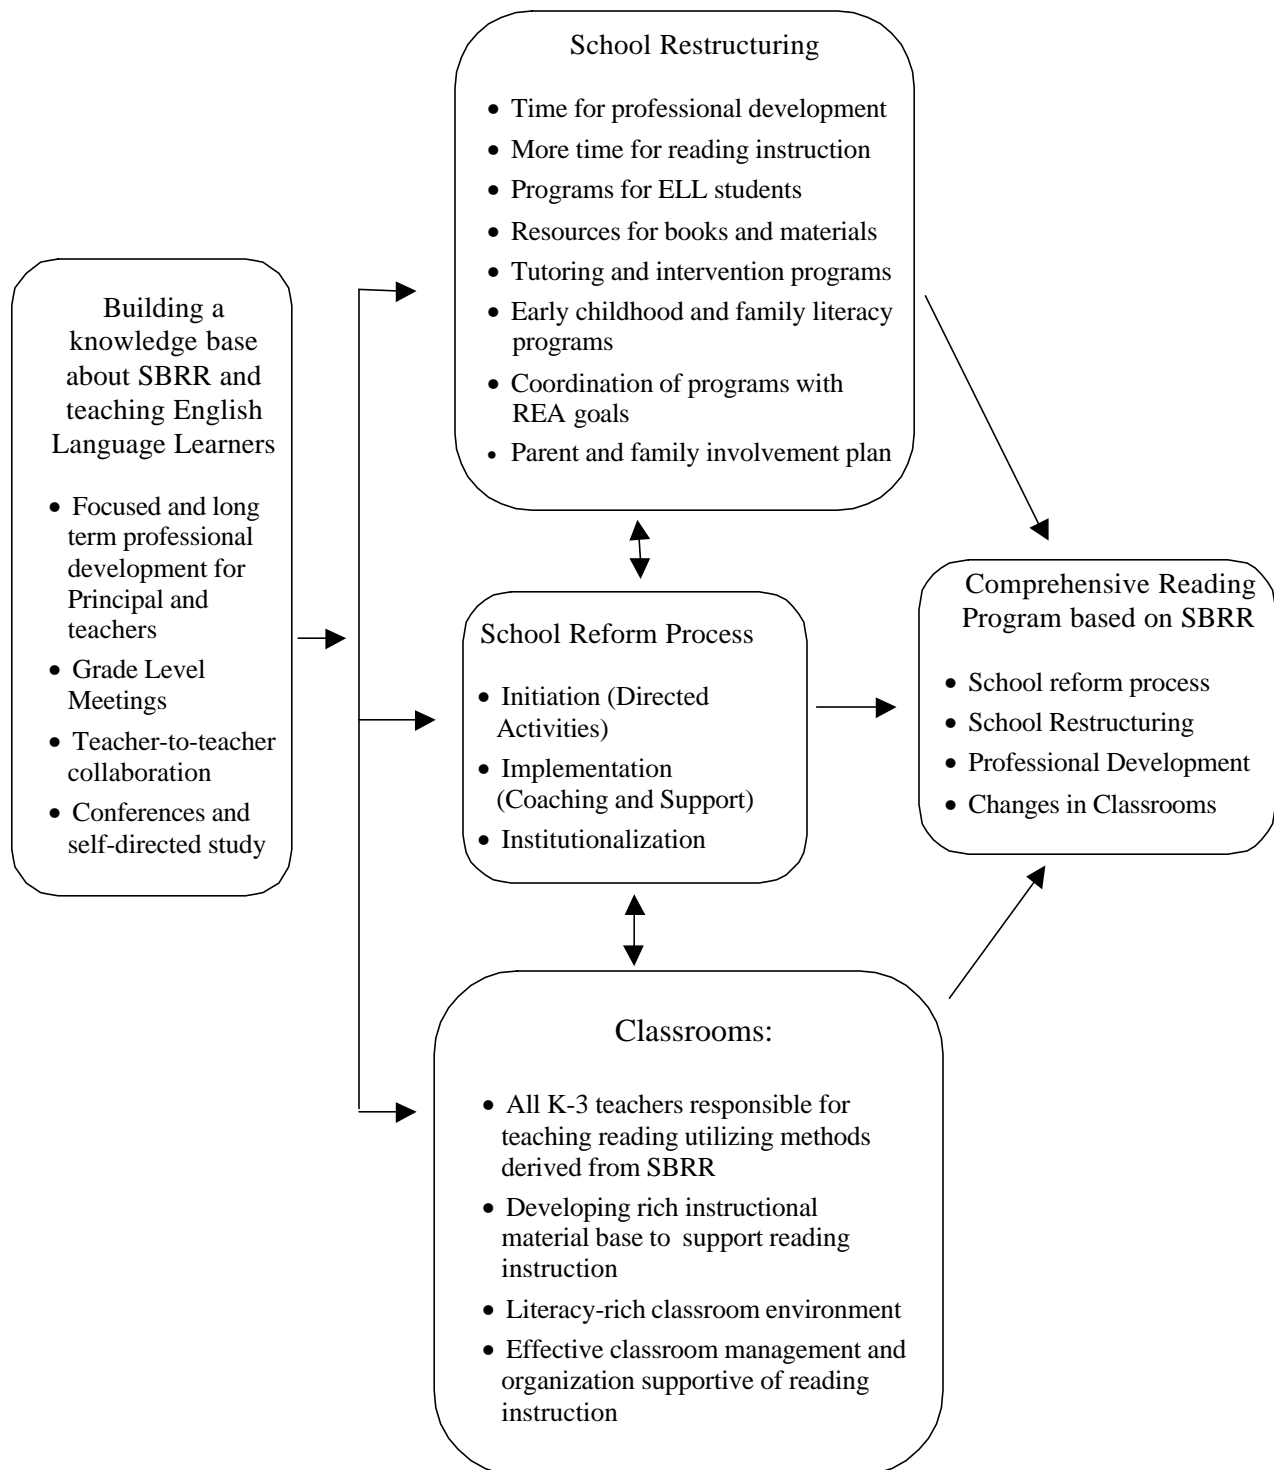 Building a
knowledge base
about SBRR and
teaching English
Language Learners
• Focused and long
term professional
development for
Principal and
teachers
• Grade Level
Meetings
• Teacher-to-teacher
collaboration
• Conferences and
self-directed study
School Restructuring
• Time for professional development
• More time for reading instruction
• Programs for ELL students
• Resources for books and materials
• Tutoring and intervention programs
• Early childhood and family literacy
programs
• Coordination of programs with
REA goals
• Parent and family involvement plan
School Reform Process
• Initiation (Directed
Activities)
• Implementation
(Coaching and Support)
• Institutionalization
Classrooms:
• All K-3 teachers responsible for
teaching reading utilizing methods
derived from SBRR
• Developing rich instructional
material base to support reading
instruction
• Literacy-rich classroom environment
• Effective classroom management and
organization supportive of reading
instruction
Comprehensive Reading
Program based on SBRR
• School reform process
• School Restructuring
• Professional Development
• Changes in Classrooms